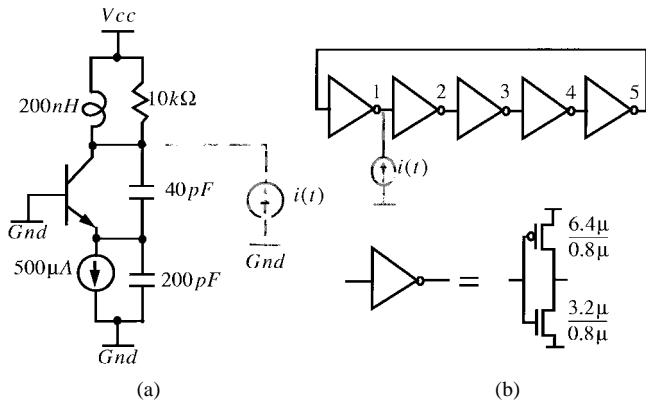 Vcc
200nH
10kΩ
40pF
i(t)
Gnd
Gnd
500µA
200pF
Gnd
(a)
1
2
3
4
5
i(t)
=
6.4µ
0.8µ
3.2µ
0.8µ
(b)